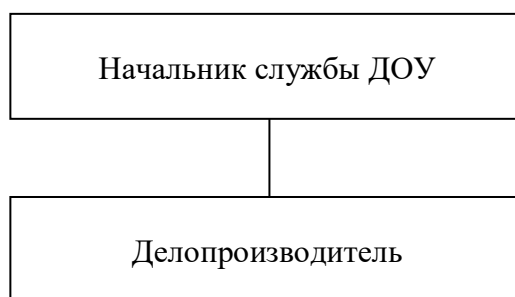 Начальник службы ДОУ
Делопроизводитель